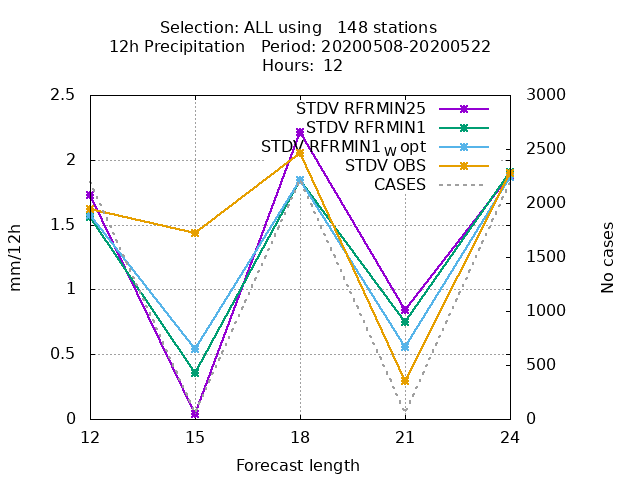 Selection: ALL using 148 stations
12h Precipitation Period: 20200508-20200522
Hours: 12
2.5
2
1.5
1
0.5
0
mm/12h
STDV RFRMIN25
STDV RFRMIN1
STDV RFRMIN1_W opt
STDV OBS
CASES
3000
2500
2000
1500
1000
500
0
No cases
12 15 18 21 24
Forecast length